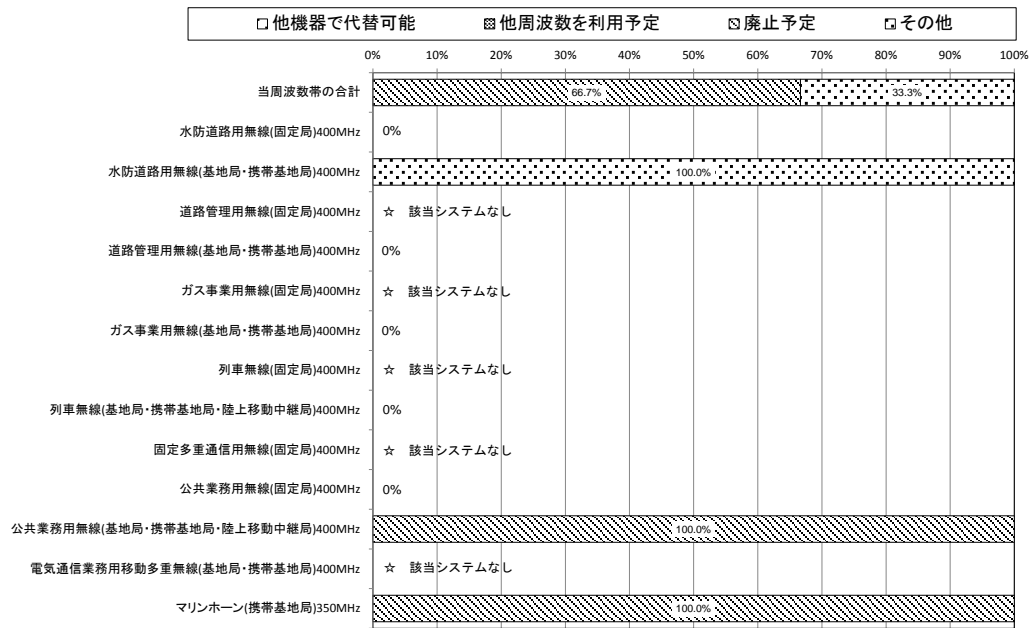 他機器で代替可能 他周波数を利用予定 廃止予定 その他
0% 10% 20% 30% 40% 50% 60% 70% 80% 90% 100%
当周波数帯の合計 66.7% 33.3%
水防道路用無線(固定局)400MHz 0%
水防道路用無線(基地局・携帯基地局)400MHz 100.0%
道路管理用無線(固定局)400MHz ☆ 該当システムなし
道路管理用無線(基地局・携帯基地局)400MHz 0%
ガス事業用無線(固定局)400MHz ☆ 該当システムなし
ガス事業用無線(基地局・携帯基地局)400MHz 0%
列車無線(固定局)400MHz ☆ 該当システムなし
列車無線(基地局・携帯基地局・陸上移動中継局)400MHz 0%
固定多重通信用無線(固定局)400MHz ☆ 該当システムなし
公共業務用無線(固定局)400MHz 0%
公共業務用無線(基地局・携帯基地局・陸上移動中継局)400MHz 100.0%
電気通信業務用移動多重無線(基地局・携帯基地局)400MHz ☆ 該当システムなし
マリンホーン(携帯基地局)350MHz 100.0%